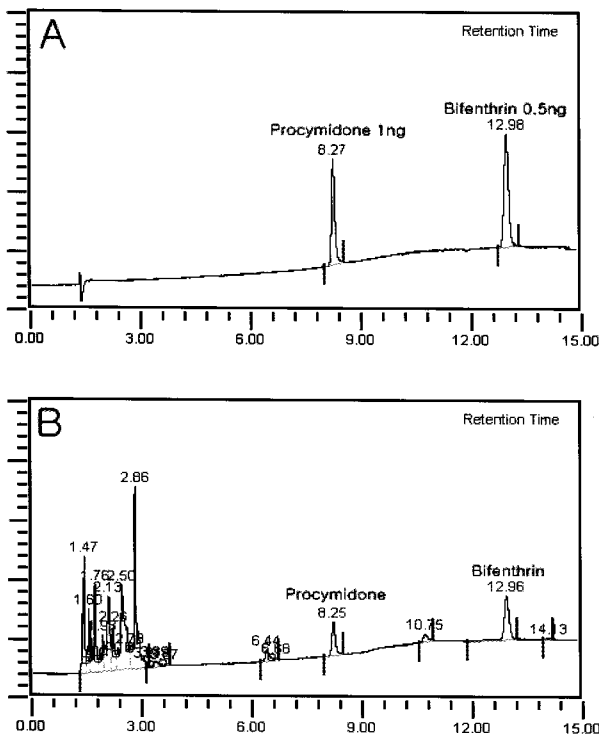 A
Retention Time
Bifenthrin 0.5ng
12.98
Procymidone 1ng
8.27
0.00 3.00 6.00 9.00 12.00 15.00
B
Retention Time
2.86
1.47
2.50
Bifenthrin
12.96
Procymidone
8.25
6.44
10.75
0.00 3.00 6.00 9.00 12.00 15.00